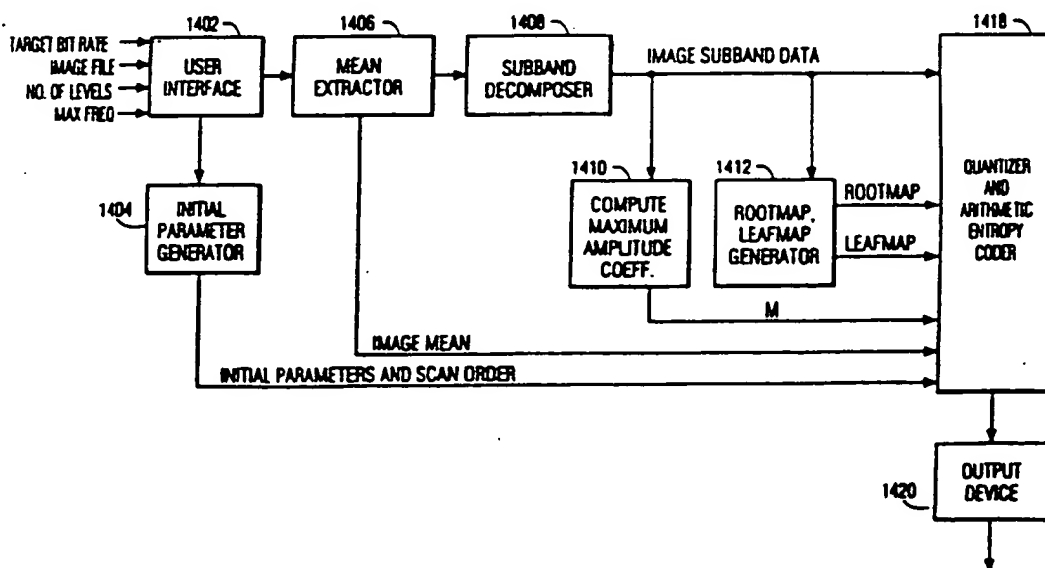 1402
1406
1408
1418
TARGET BIT RATE
IMAGE FILE
NO. OF LEVELS
MAX FREQ
USER
INTERFACE
MEAN
EXTRACTOR
SUBBAND
DECOMPOSER
IMAGE SUBBAND DATA
1404
INITIAL
PARAMETER
GENERATOR
1410
COMPUTE
MAXIMUM
AMPLITUDE
COEFF.
1412
ROOTMAP,
LEAFMAP
GENERATOR
ROOTMAP
LEAFMAP
QUANTIZER
AND
ARITHMETIC
ENTROPY
CODER
M
IMAGE MEAN
INITIAL PARAMETERS AND SCAN ORDER
1420
OUTPUT
DEVICE